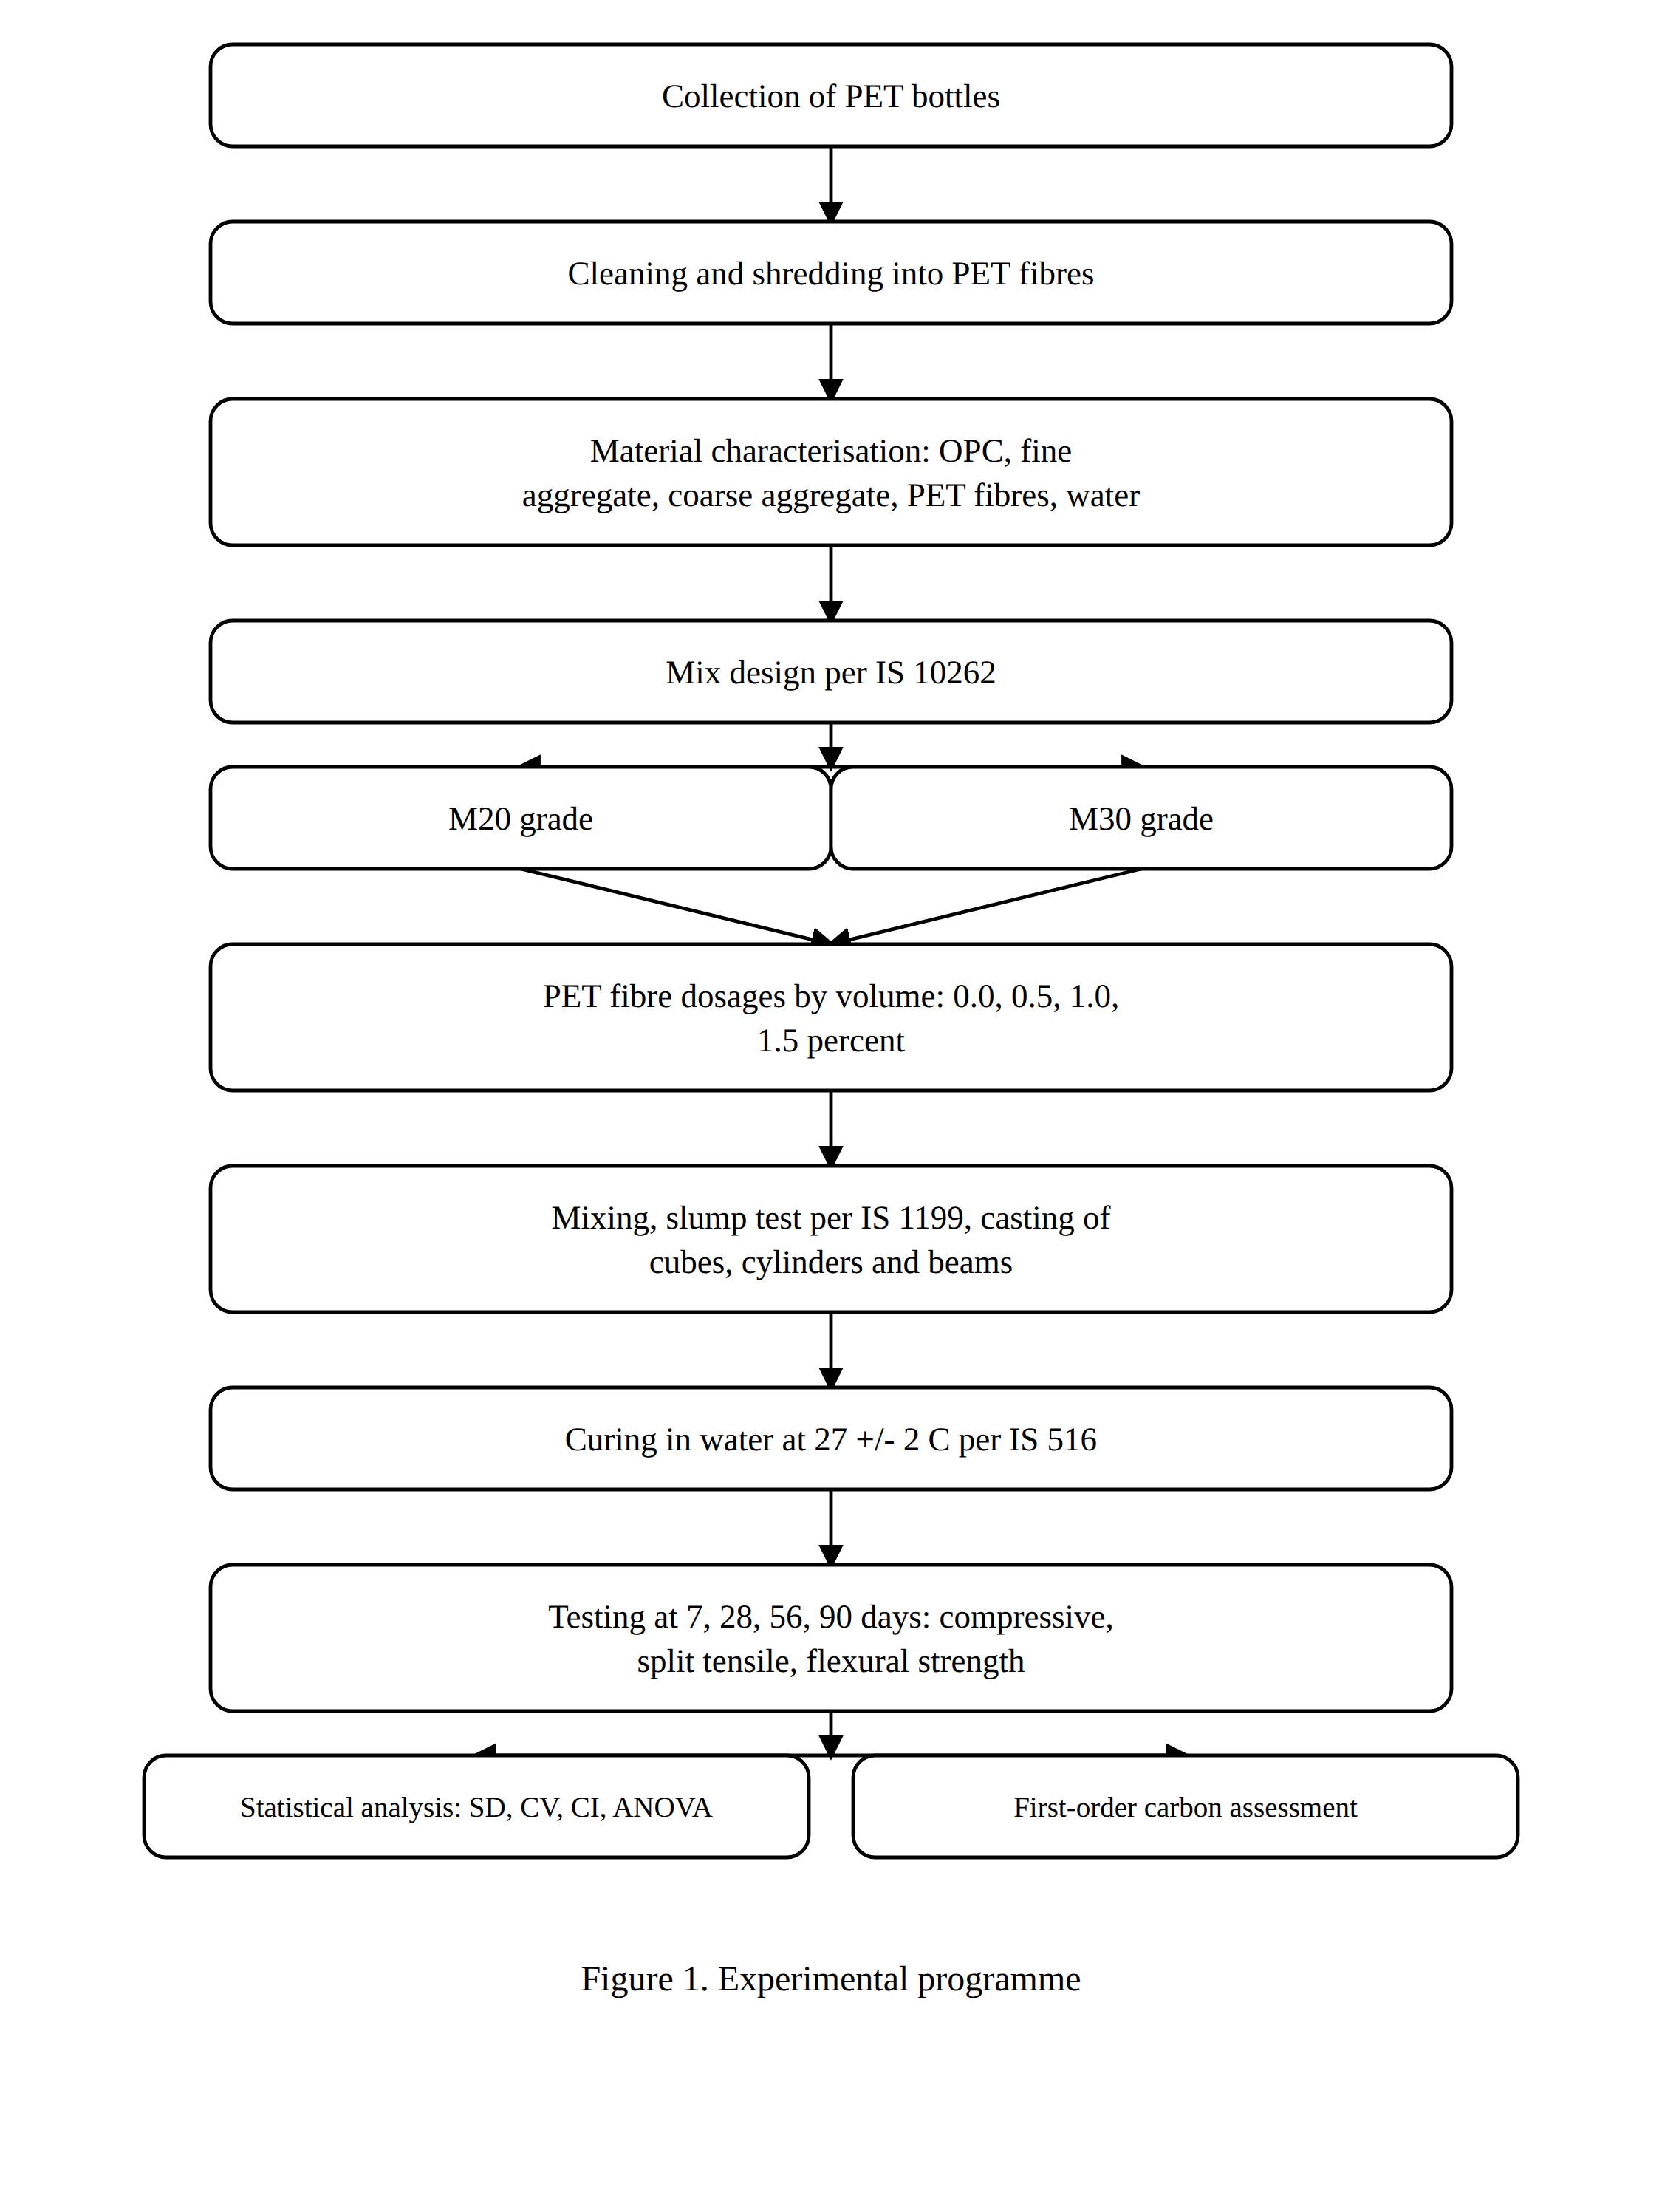 Collection of PET bottles
Cleaning and shredding into PET fibres
Material characterisation: OPC, fine
aggregate, coarse aggregate, PET fibres, water
Mix design per IS 10262
M20 grade
M30 grade
PET fibre dosages by volume: 0.0, 0.5, 1.0,
1.5 percent
Mixing, slump test per IS 1199, casting of
cubes, cylinders and beams
Curing in water at 27 +/- 2 C per IS 516
Testing at 7, 28, 56, 90 days: compressive,
split tensile, flexural strength
Statistical analysis: SD, CV, CI, ANOVA
First-order carbon assessment
Figure 1. Experimental programme